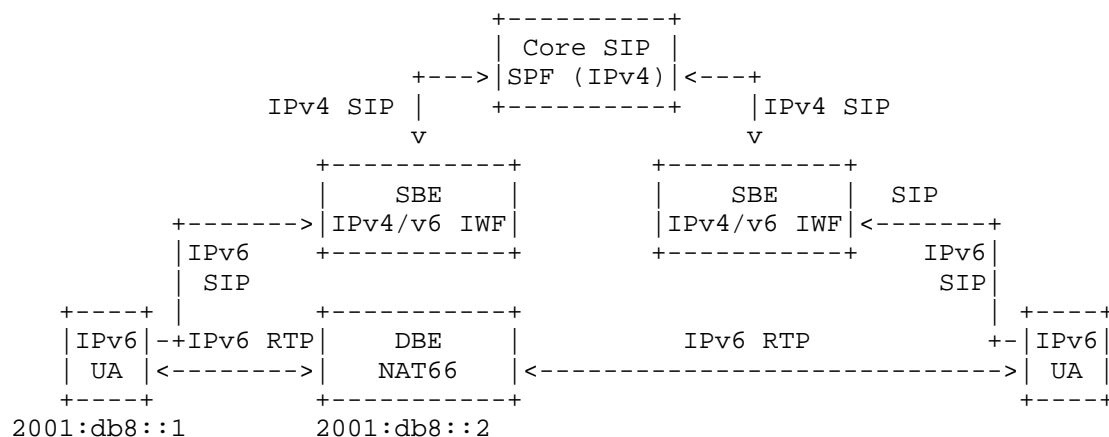 Core SIP
SPF (IPv4)
IPv4 SIP IPv4 SIP
v v
SBE SBE SIP
IPv4/v6 IWF IPv4/v6 IWF
IPv6 IPv6
SIP SIP
IPv6 IPv6 RTP DBE IPv6 RTP IPv6
UA NAT66 UA
2001:db8::1 2001:db8::2